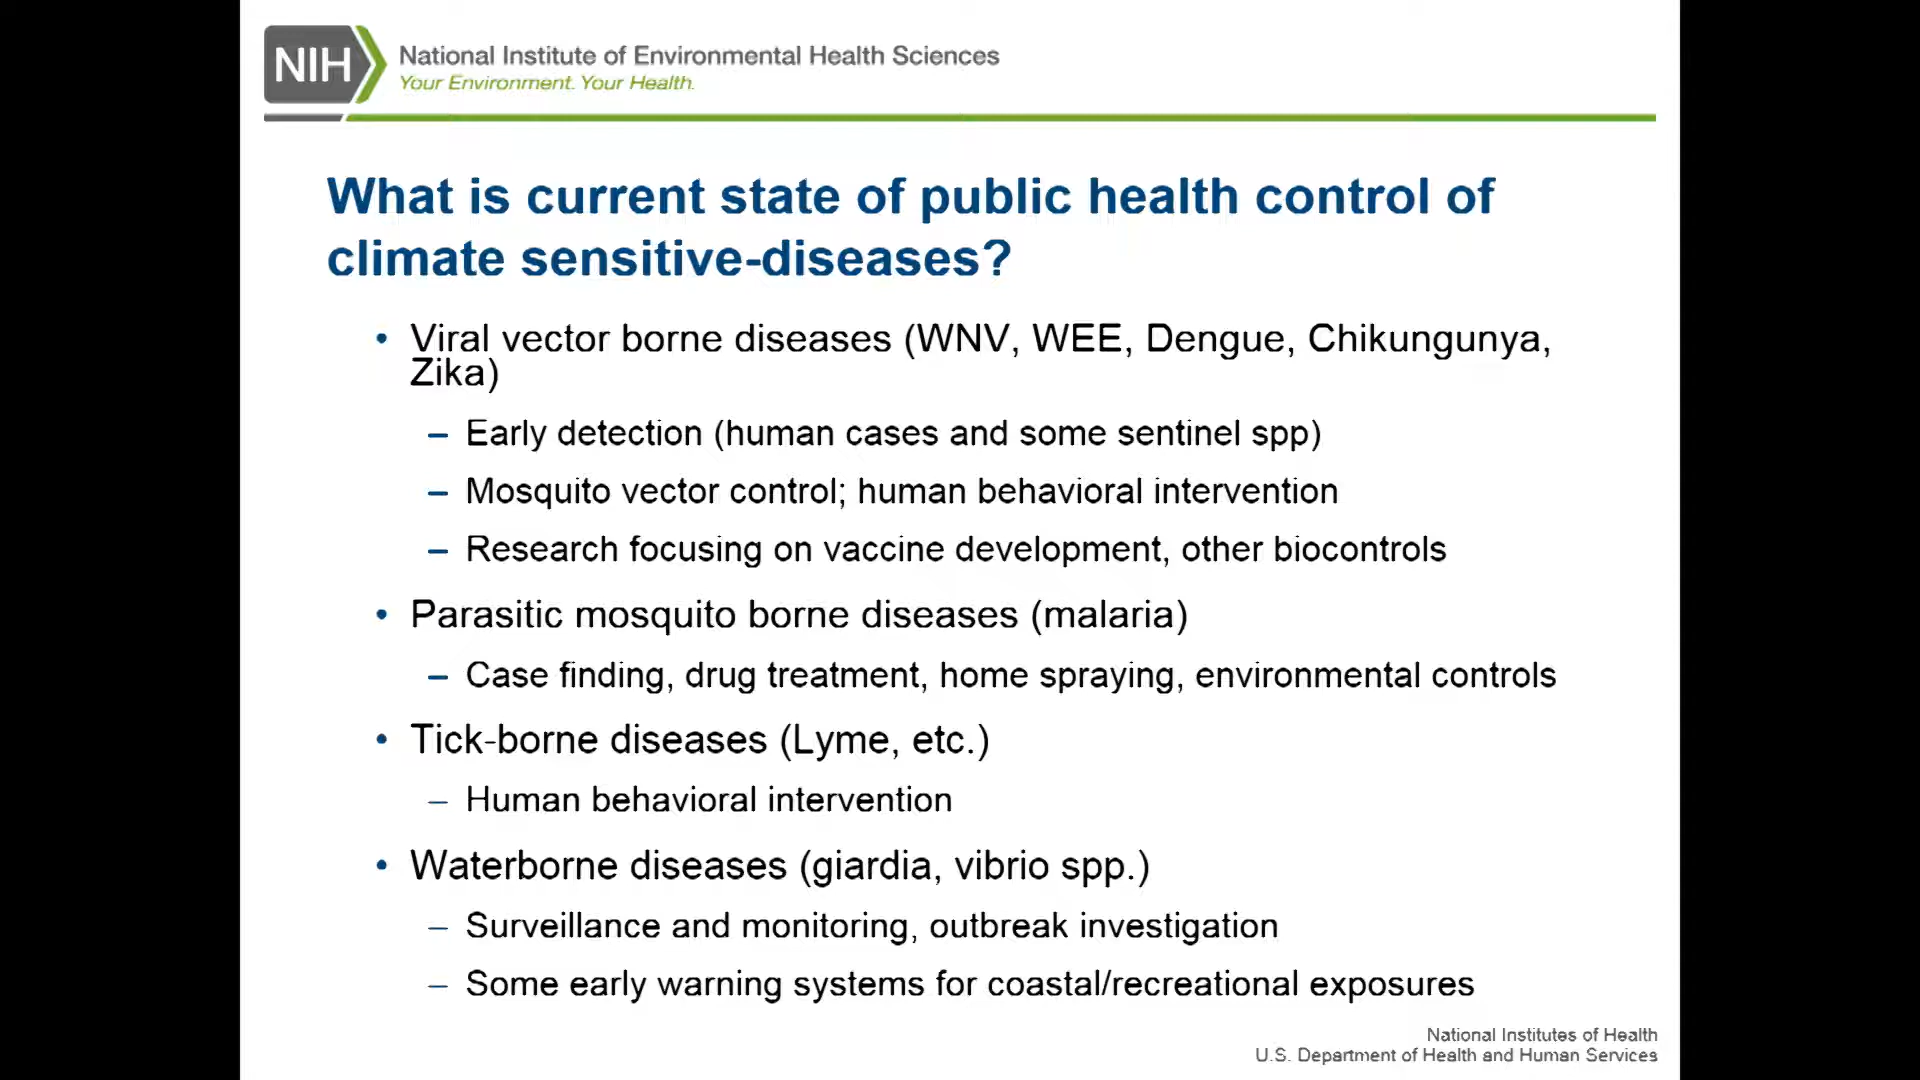 NIH
National Institute of Environmental Health Sciences
Your Environment. Your Health.
What is current state of public health control of
climate sensitive-diseases?
• Viral vector borne diseases (WNV, WEE, Dengue, Chikungunya,
Zika)
– Early detection (human cases and some sentinel spp)
– Mosquito vector control; human behavioral intervention
– Research focusing on vaccine development, other biocontrols
• Parasitic mosquito borne diseases (malaria)
– Case finding, drug treatment, home spraying, environmental controls
• Tick-borne diseases (Lyme, etc.)
– Human behavioral intervention
• Waterborne diseases (giardia, vibrio spp.)
– Surveillance and monitoring, outbreak investigation
– Some early warning systems for coastal/recreational exposures
National Institutes of Health
U.S. Department of Health and Human Services